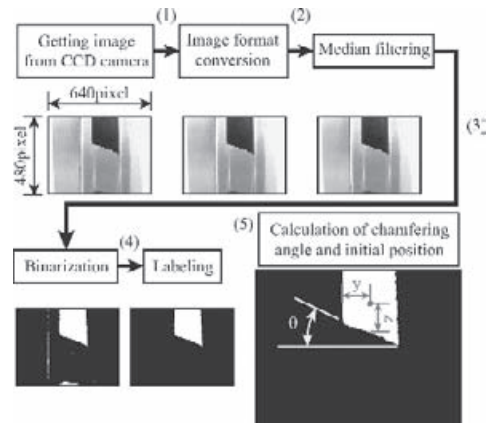 (1)
(2)
Getting image
from CCD camera
Image format
conversion
Median filtering
640pixel
480pixel
(3)
(5)
Calculation of chamfering
angle and initial position
(4)
Binarization
Labeling
y
z
θ